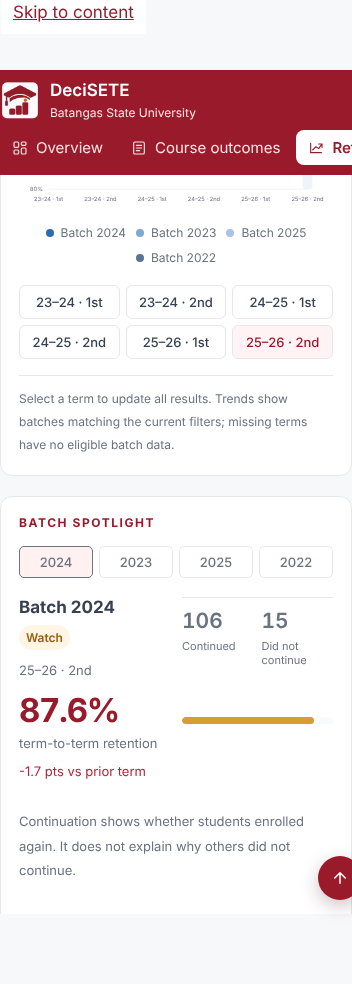 Skip to content
DeciSETE
Batangas State University
Overview
Course outcomes
Re
80%
23–24 · 1st
23–24 · 2nd
24–25 · 1st
24–25 · 2nd
25–26 · 1st
25–26 · 2nd
Batch 2024
Batch 2023
Batch 2025
Batch 2022
23–24 · 1st
23–24 · 2nd
24–25 · 1st
24–25 · 2nd
25–26 · 1st
25–26 · 2nd
Select a term to update all results. Trends show
batches matching the current filters; missing terms
have no eligible batch data.
BATCH SPOTLIGHT
2024
2023
2025
2022
Batch 2024
Watch
25–26 · 2nd
87.6%
term-to-term retention
-1.7 pts vs prior term
106
Continued
15
Did not
continue
Continuation shows whether students enrolled
again. It does not explain why others did not
continue.